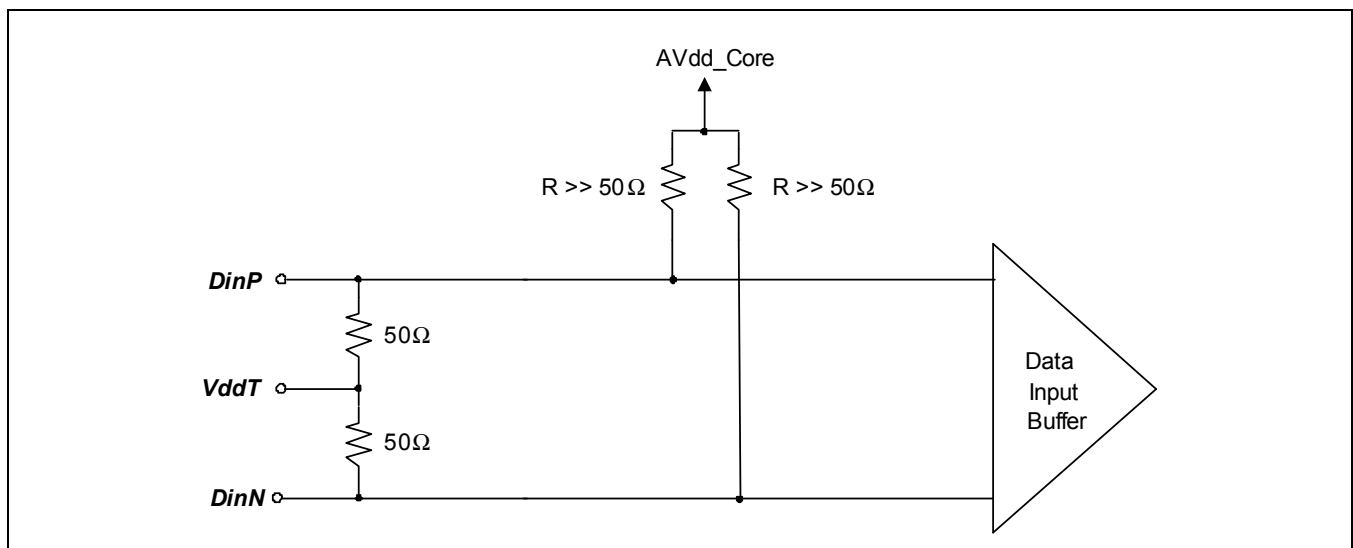 AVdd_Core
R >> 50Ω
R >> 50Ω
DinP
50Ω
VddT
50Ω
DinN
Data
Input
Buffer